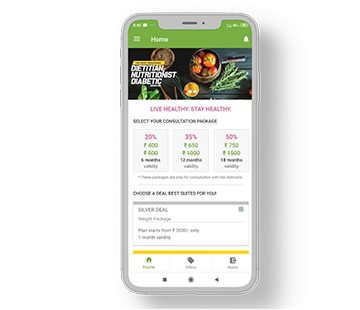 Home
DIETITIAN,
NUTRITIONIST
DIABETIC
LIVE HEALTHY. STAY HEALTHY.
SELECT YOUR CONSULTATION PACKAGE
20% 35% 50%
₹ 400 ₹ 650 ₹ 750
₹ 500 ₹ 1000 ₹ 1500
6 months 12 months 18 months
validity validity validity
* These packages are only for consultation with the dietitians.
CHOOSE A DEAL BEST SUITED FOR YOU!
SILVER DEAL
Weight Package
Plan starts from ₹ 3500/- only
1 month validity
Home Offers Wallet